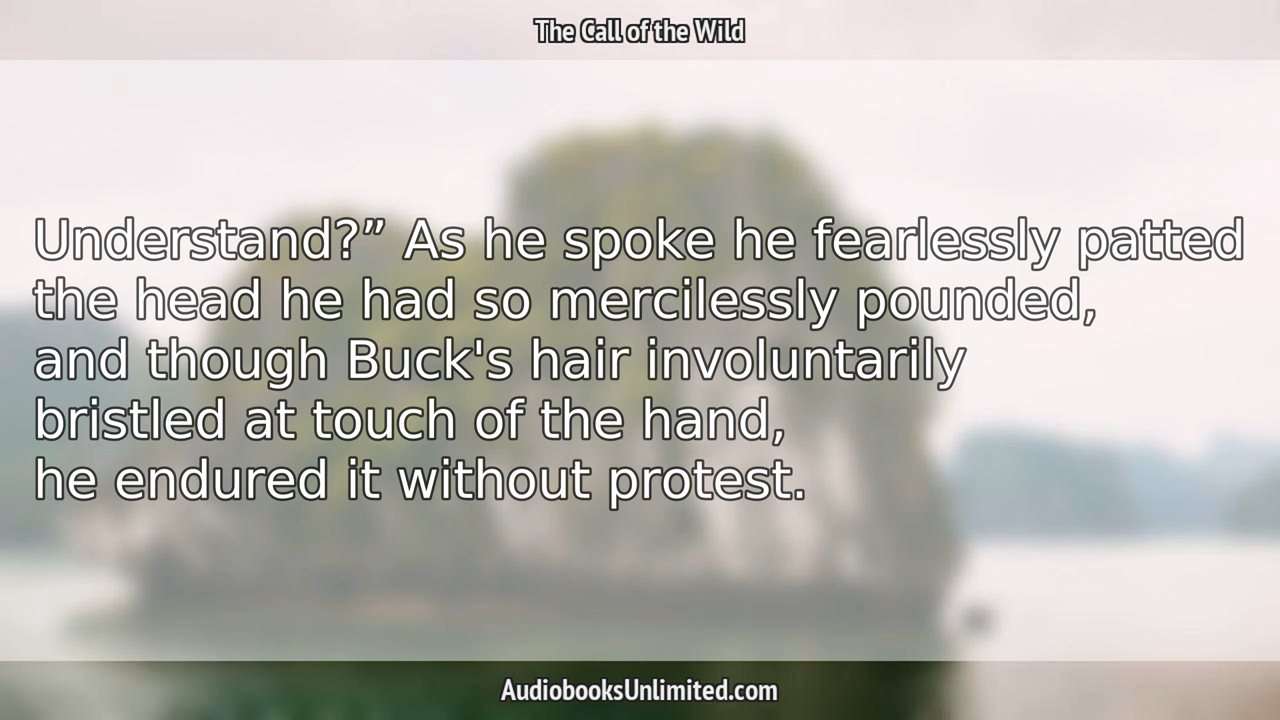 The Call of the Wild
Understand?” As he spoke he fearlessly patted
the head he had so mercilessly pounded,
and though Buck's hair involuntarily
bristled at touch of the hand,
he endured it without protest.
AudiobooksUnlimited.com